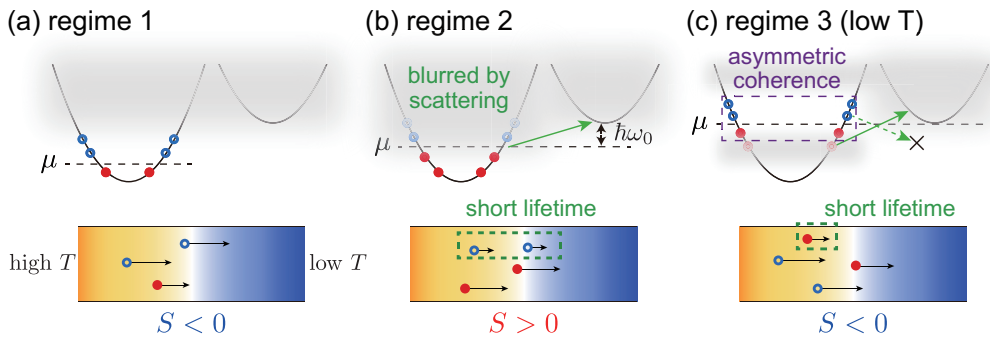 (a) regime 1
(b) regime 2
(c) regime 3 (low T)
μ
blurred by
scattering
μ
ħω₀
asymmetric
coherence
μ
×
high T
low T
S < 0
short lifetime
S > 0
short lifetime
S < 0